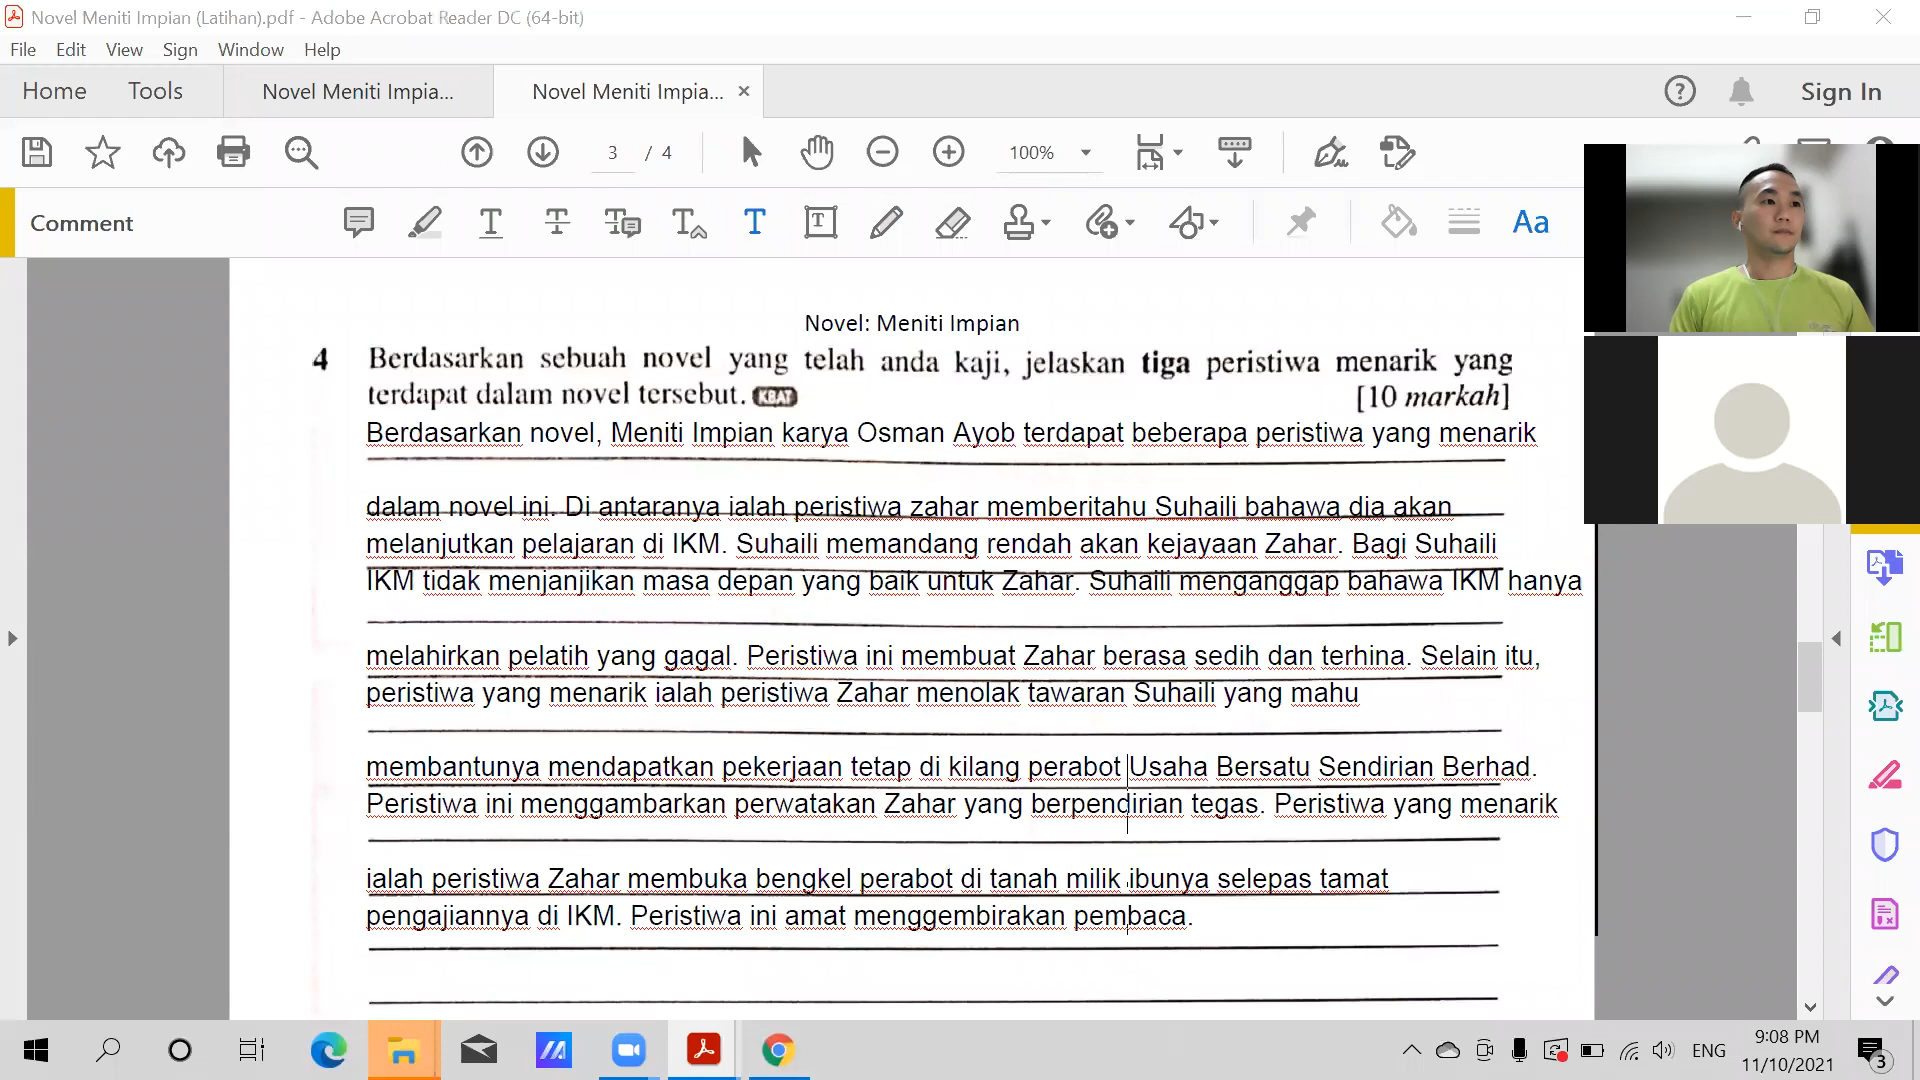 Novel Meniti Impian (Latihan).pdf - Adobe Acrobat Reader DC (64-bit)
File Edit View Sign Window Help
Home Tools Novel Meniti Impia... Novel Meniti Impia... × Sign In
3 / 4 100%
Comment Aa
Novel: Meniti Impian
4 Berdasarkan sebuah novel yang telah anda kaji, jelaskan tiga peristiwa menarik yang
terdapat dalam novel tersebut. KBAT [10 markah]
Berdasarkan novel, Meniti Impian karya Osman Ayob terdapat beberapa peristiwa yang menarik
dalam novel ini. Di antaranya ialah peristiwa zahar memberitahu Suhaili bahawa dia akan
melanjutkan pelajaran di IKM. Suhaili memandang rendah akan kejayaan Zahar. Bagi Suhaili
IKM tidak menjanjikan masa depan yang baik untuk Zahar. Suhaili menganggap bahawa IKM hanya
melahirkan pelatih yang gagal. Peristiwa ini membuat Zahar berasa sedih dan terhina. Selain itu,
peristiwa yang menarik ialah peristiwa Zahar menolak tawaran Suhaili yang mahu
membantunya mendapatkan pekerjaan tetap di kilang perabot Usaha Bersatu Sendirian Berhad.
Peristiwa ini menggambarkan perwatakan Zahar yang berpendirian tegas. Peristiwa yang menarik
ialah peristiwa Zahar membuka bengkel perabot di tanah milik ibunya selepas tamat
pengajiannya di IKM. Peristiwa ini amat menggembirakan pembaca.
ENG
9:08 PM
11/10/2021
3